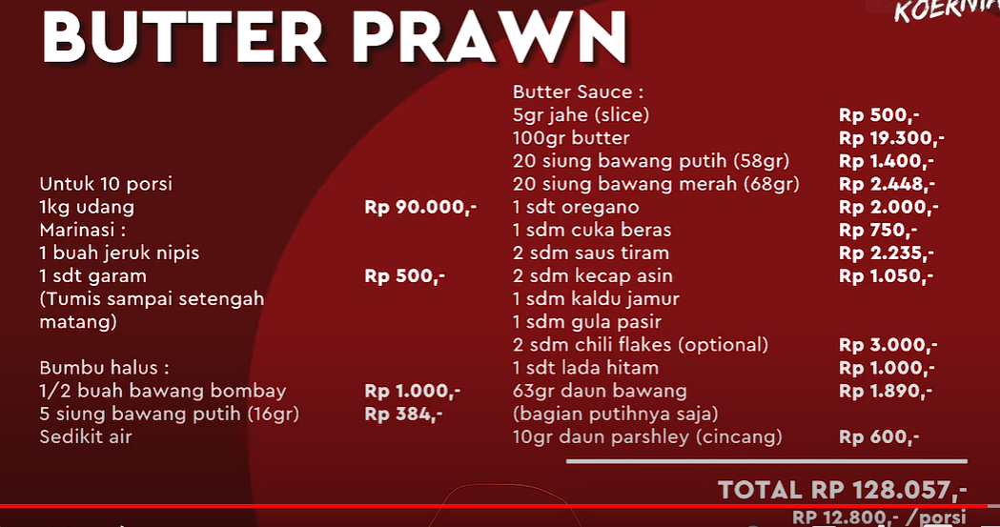 KOERNIA
BUTTER PRAWN
Untuk 10 porsi
1kg udang Rp 90.000,-
Marinasi :
1 buah jeruk nipis
1 sdt garam Rp 500,-
(Tumis sampai setengah
matang)
Bumbu halus :
1/2 buah bawang bombay Rp 1.000,-
5 siung bawang putih (16gr) Rp 384,-
Sedikit air
Butter Sauce :
5gr jahe (slice) Rp 500,-
100gr butter Rp 19.300,-
20 siung bawang putih (58gr) Rp 1.400,-
20 siung bawang merah (68gr) Rp 2.448,-
1 sdt oregano Rp 2.000,-
1 sdm cuka beras Rp 750,-
2 sdm saus tiram Rp 2.235,-
2 sdm kecap asin Rp 1.050,-
1 sdm kaldu jamur
1 sdm gula pasir
2 sdm chili flakes (optional) Rp 3.000,-
1 sdt lada hitam Rp 1.000,-
63gr daun bawang Rp 1.890,-
(bagian putihnya saja)
10gr daun parshley (cincang) Rp 600,-
TOTAL RP 128.057,-
RP 12.800,- /porsi